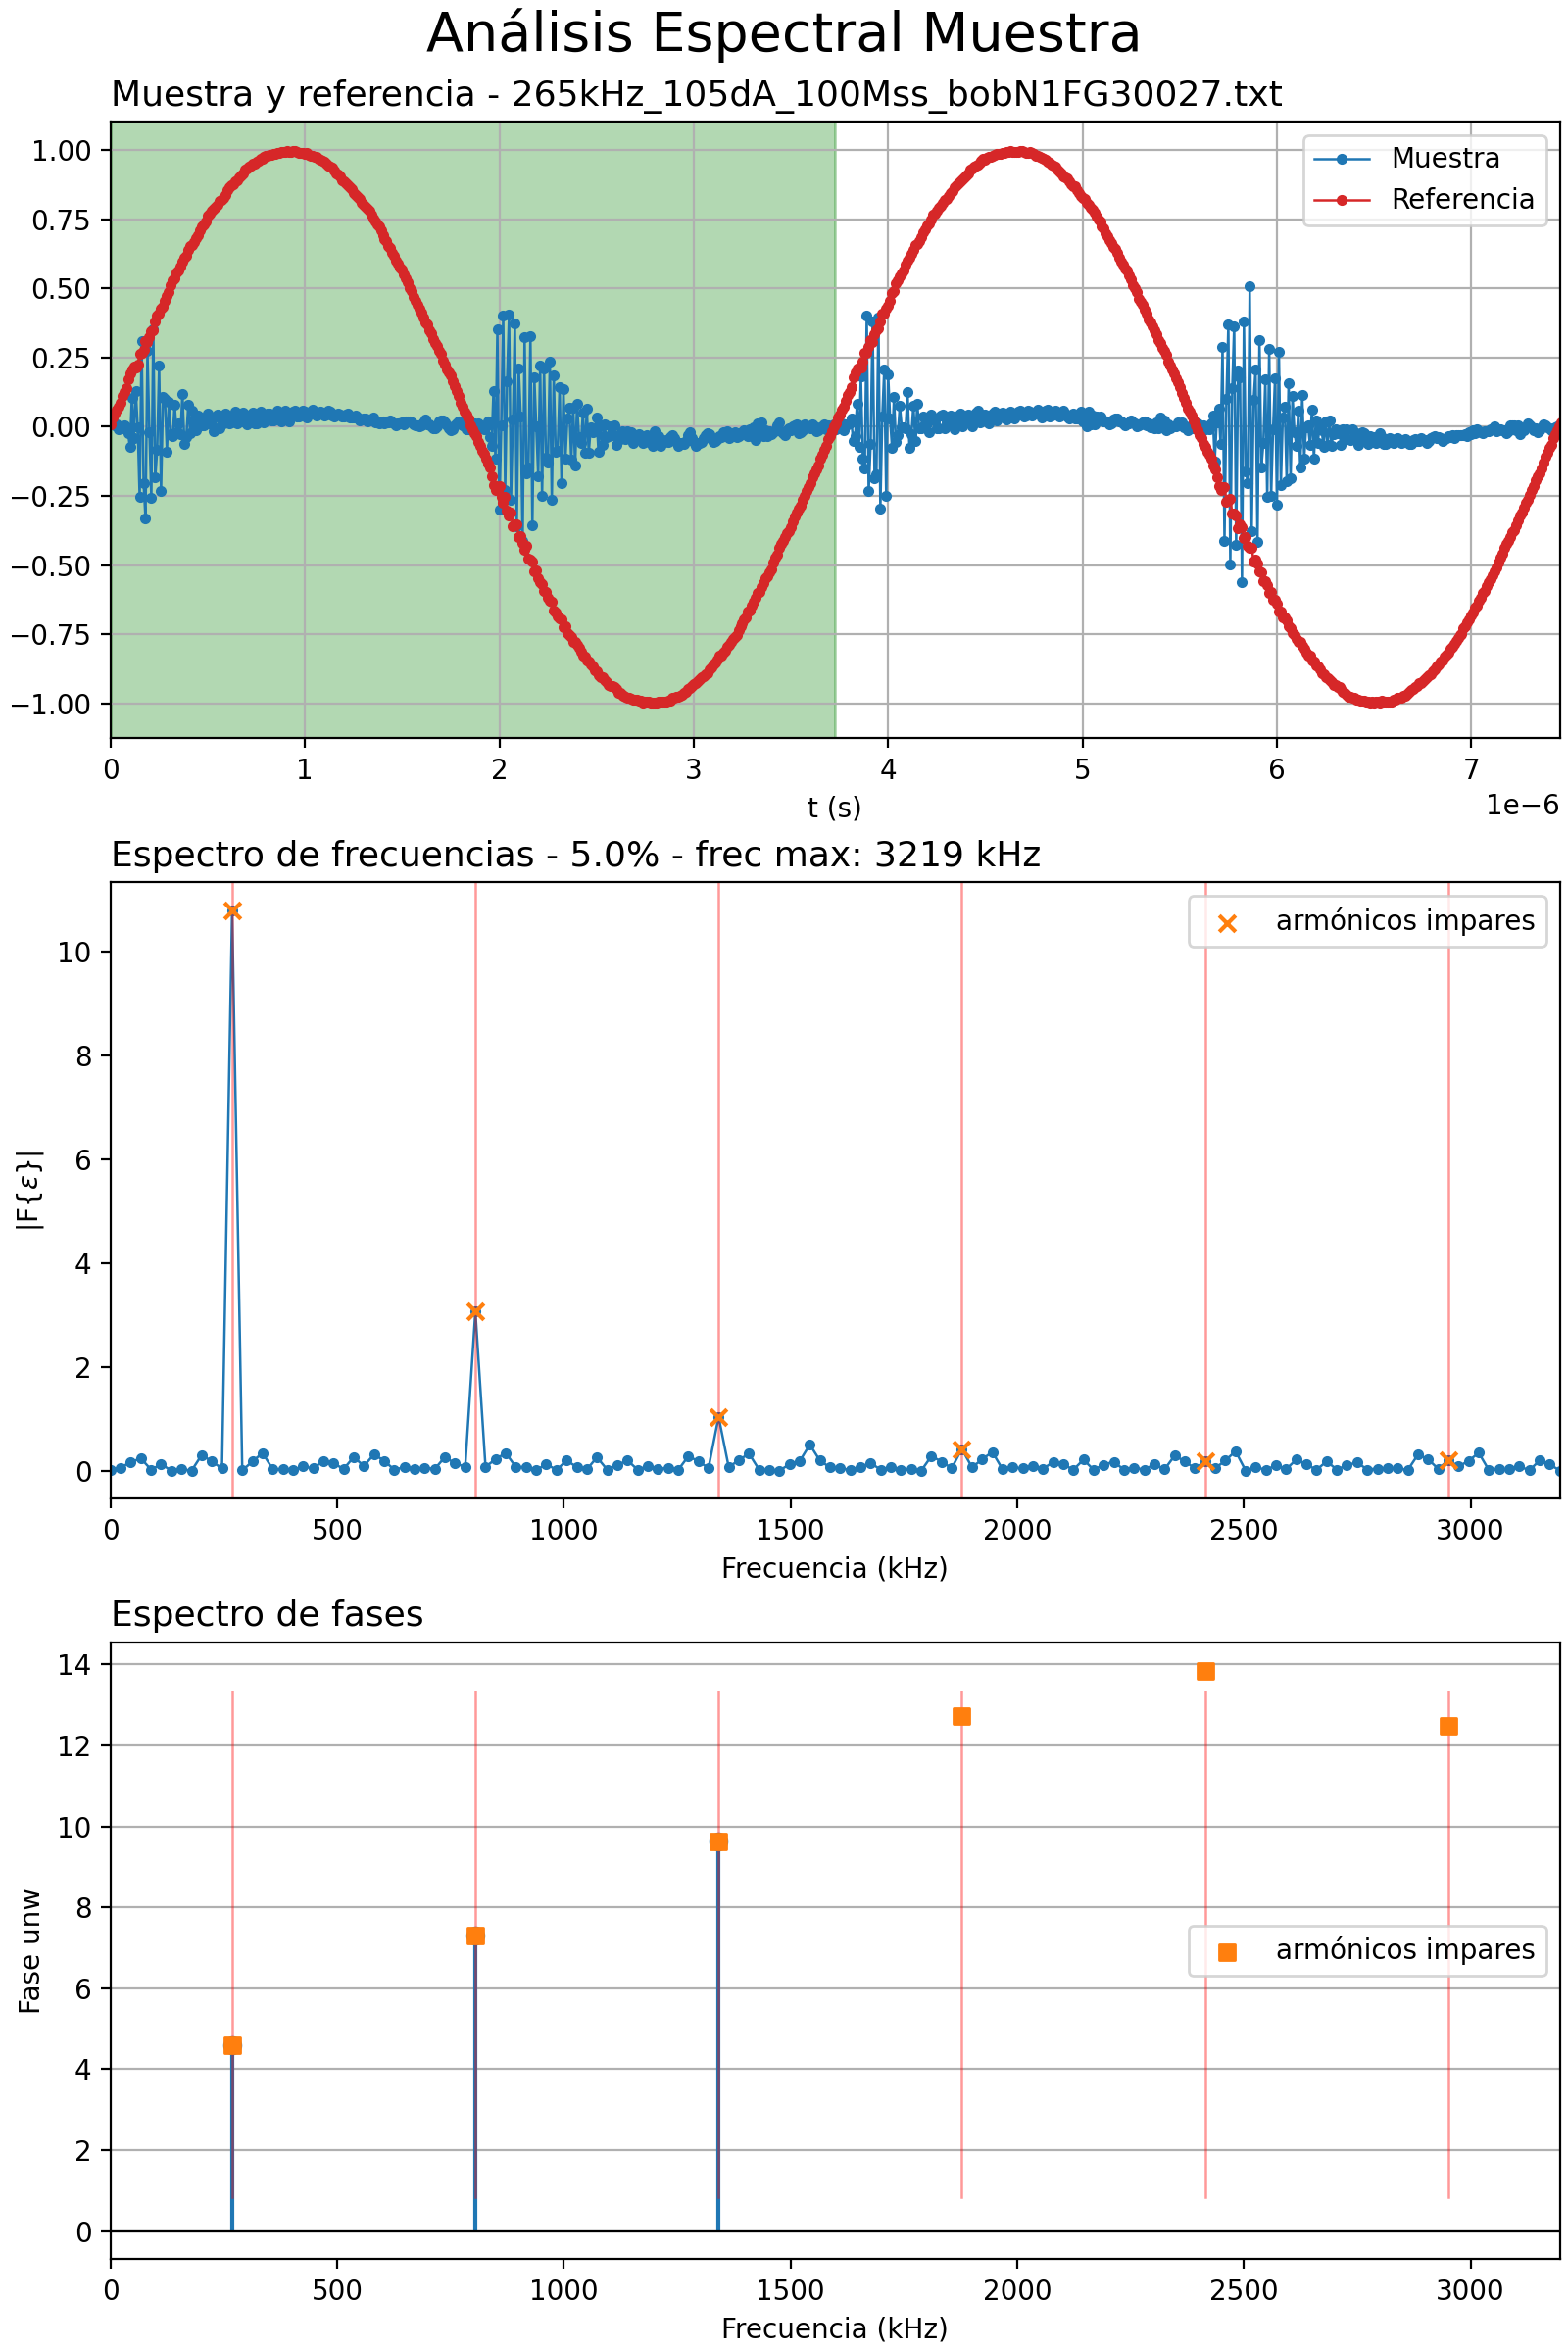 Análisis Espectral Muestra
Muestra y referencia - 265kHz_105dA_100Mss_bobN1FG30027.txt
1.00
0.75
0.50
0.25
0.00
−0.25
−0.50
−0.75
−1.00
Muestra
Referencia
0 1 2 3 4 5 6 7
t (s)
1e−6
Espectro de frecuencias - 5.0% - frec max: 3219 kHz
|F{ε}|
10
8
6
4
2
0
armónicos impares
0 500 1000 1500 2000 2500 3000
Frecuencia (kHz)
Espectro de fases
Fase unw
14
12
10
8
6
4
2
0
armónicos impares
0 500 1000 1500 2000 2500 3000
Frecuencia (kHz)